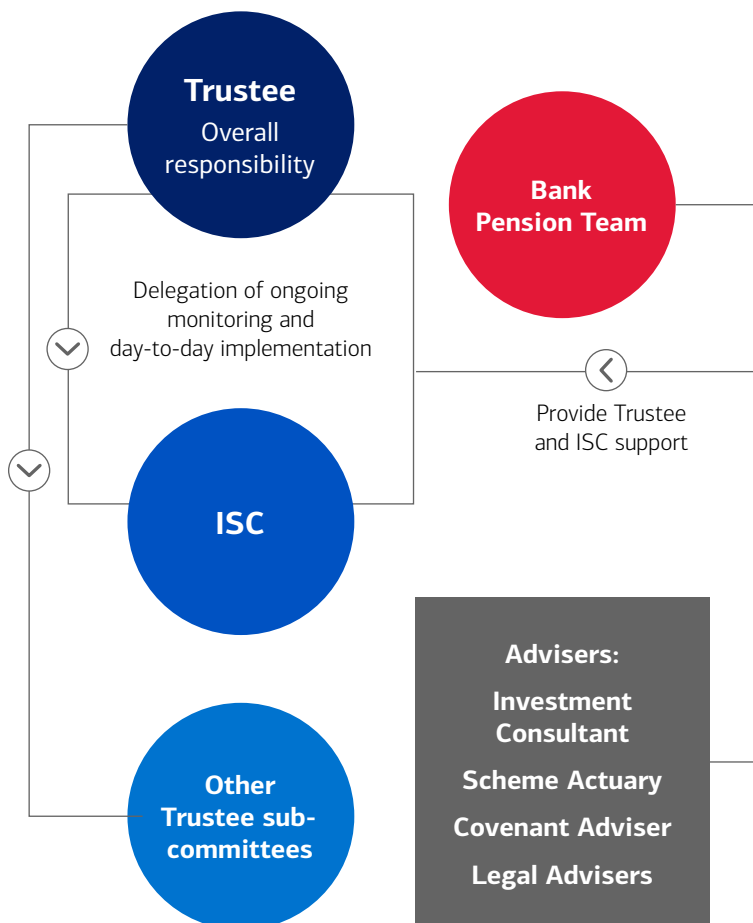 Trustee
Overall
responsibility
Bank
Pension Team
Delegation of ongoing
monitoring and
day-to-day implementation
Provide Trustee
and ISC support
ISC
Advisers:
Investment
Consultant
Scheme Actuary
Covenant Adviser
Legal Advisers
Other
Trustee sub-
committees